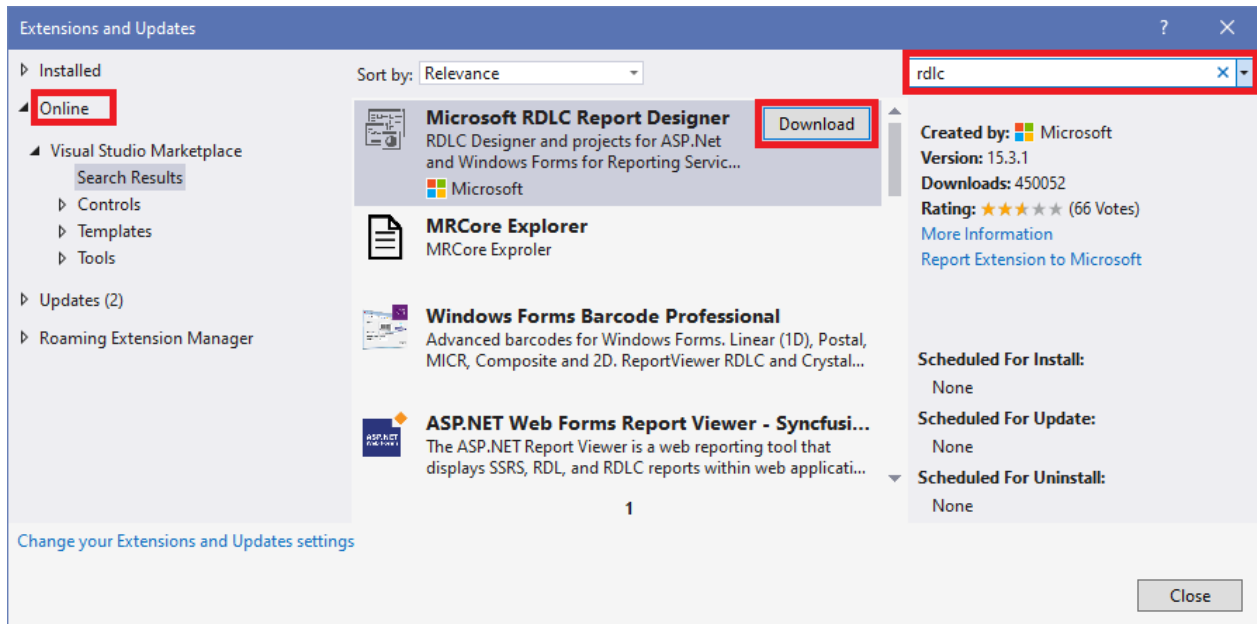 Extensions and Updates
?
Installed
Online
Visual Studio Marketplace
Search Results
Controls
Templates
Tools
Updates (2)
Roaming Extension Manager
Sort by: Relevance
Microsoft RDLC Report Designer
Download
RDLC Designer and projects for ASP.Net
and Windows Forms for Reporting Servic...
Microsoft
MRCore Explorer
MRCore Exproler
Windows Forms Barcode Professional
Advanced barcodes for Windows Forms. Linear (1D), Postal,
MICR, Composite and 2D. ReportViewer RDLC and Crystal...
ASP.NET
ASP.NET Web Forms Report Viewer - Syncfusi...
The ASP.NET Report Viewer is a web reporting tool that
displays SSRS, RDL, and RDLC reports within web applicati...
1
rdlc
Created by: Microsoft
Version: 15.3.1
Downloads: 450052
Rating: (66 Votes)
More Information
Report Extension to Microsoft
Scheduled For Install:
None
Scheduled For Update:
None
Scheduled For Uninstall:
None
Change your Extensions and Updates settings
Close